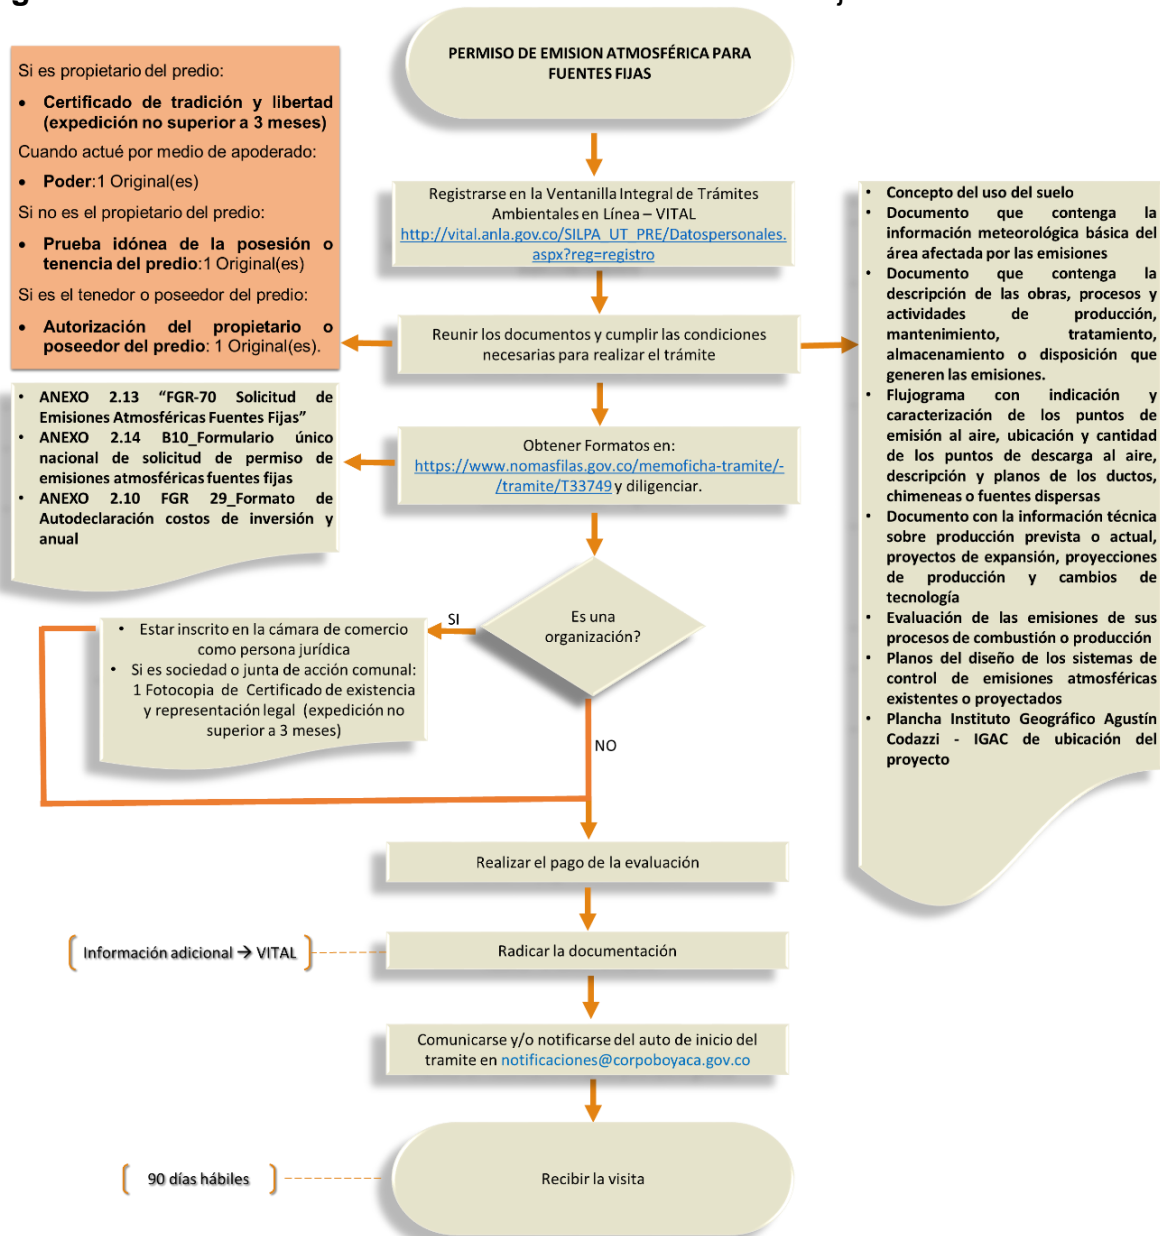 PERMISO DE EMISION ATMOSFÉRICA PARA
FUENTES FIJAS
Si es propietario del predio:
• Certificado de tradición y libertad
(expedición no superior a 3 meses)
Cuando actué por medio de apoderado:
• Poder:1 Original(es)
Si no es el propietario del predio:
• Prueba idónea de la posesión o
tenencia del predio:1 Original(es)
Si es el tenedor o poseedor del predio:
• Autorización del propietario o
poseedor del predio: 1 Original(es).
Registrarse en la Ventanilla Integral de Trámites
Ambientales en Línea – VITAL
http://vital.anla.gov.co/SILPA_UT_PRE/Datospersonales.
aspx?reg=registro
Reunir los documentos y cumplir las condiciones
necesarias para realizar el trámite
• Concepto del uso del suelo
• Documento que contenga la
información meteorológica básica del
área afectada por las emisiones
• Documento que contenga la
descripción de las obras, procesos y
actividades de producción,
mantenimiento, tratamiento,
almacenamiento o disposición que
generen las emisiones.
• Flujograma con indicación y
caracterización de los puntos de
emisión al aire, ubicación y cantidad
de los puntos de descarga al aire,
descripción y planos de los ductos,
chimeneas o fuentes dispersas
• Documento con la información técnica
sobre producción prevista o actual,
proyectos de expansión, proyecciones
de producción y cambios de
tecnología
• Evaluación de las emisiones de sus
procesos de combustión o producción
• Planos del diseño de los sistemas de
control de emisiones atmosféricas
existentes o proyectados
• Plancha Instituto Geográfico Agustín
Codazzi - IGAC de ubicación del
proyecto
• ANEXO 2.13 “FGR-70 Solicitud de
Emisiones Atmosféricas Fuentes Fijas”
• ANEXO 2.14 B10_Formulario único
nacional de solicitud de permiso de
emisiones atmosféricas fuentes fijas
• ANEXO 2.10 FGR 29_Formato de
Autodeclaración costos de inversión y
anual
Obtener Formatos en:
https://www.nomasfilas.gov.co/memoficha-tramite/-
/tramite/T33749 y diligenciar.
Es una
organización?
SI
• Estar inscrito en la cámara de comercio
como persona jurídica
• Si es sociedad o junta de acción comunal:
1 Fotocopia de Certificado de existencia
y representación legal (expedición no
superior a 3 meses)
NO
Realizar el pago de la evaluación
Información adicional → VITAL
Radicar la documentación
Comunicarse y/o notificarse del auto de inicio del
tramite en notificaciones@corpoboyaca.gov.co
90 días hábiles
Recibir la visita